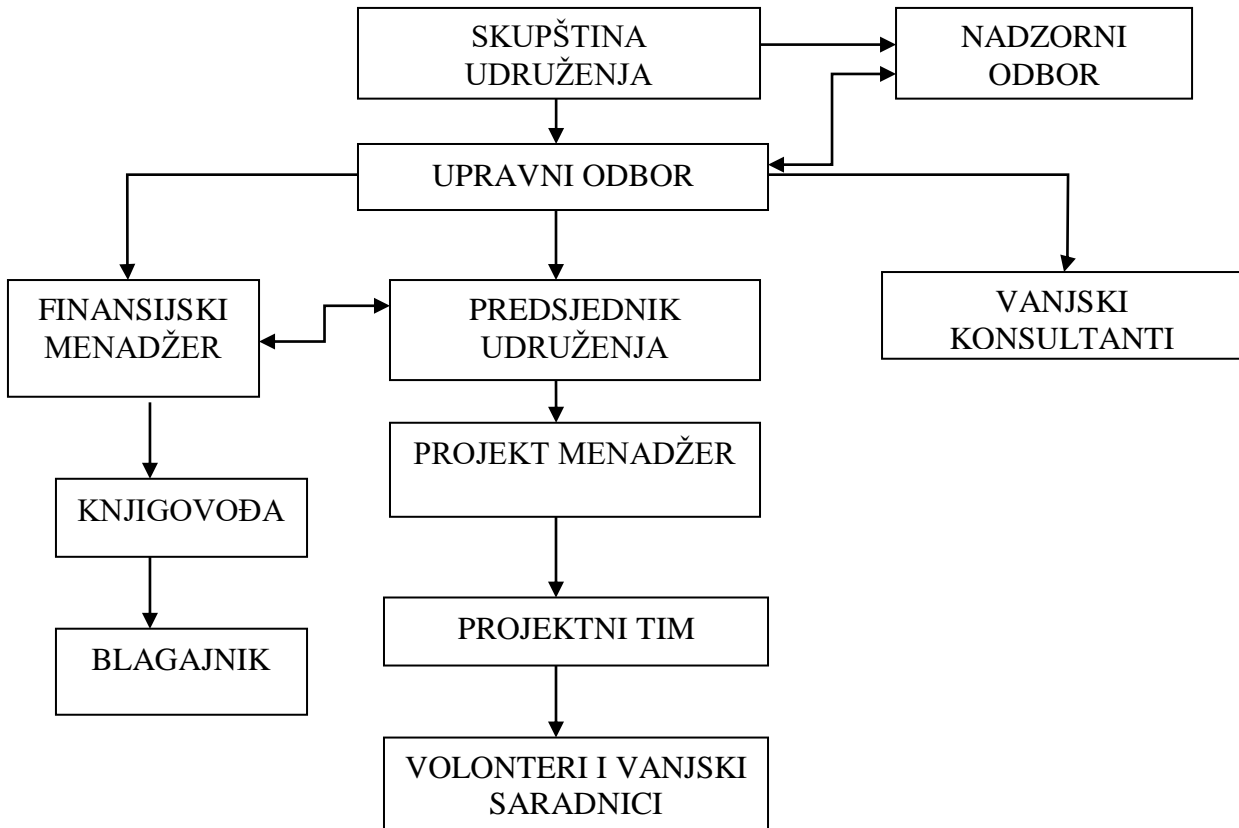 SKUPŠTINA
UDRUŽENJA
NADZORNI
ODBOR
UPRAVNI ODBOR
FINANSIJSKI
MENADŽER
PREDSJEDNIK
UDRUŽENJA
VANJSKI
KONSULTANTI
PROJEKT MENADŽER
KNJIGOVOĐA
PROJEKTNI TIM
BLAGAJNIK
VOLONTERI I VANJSKI
SARADNICI